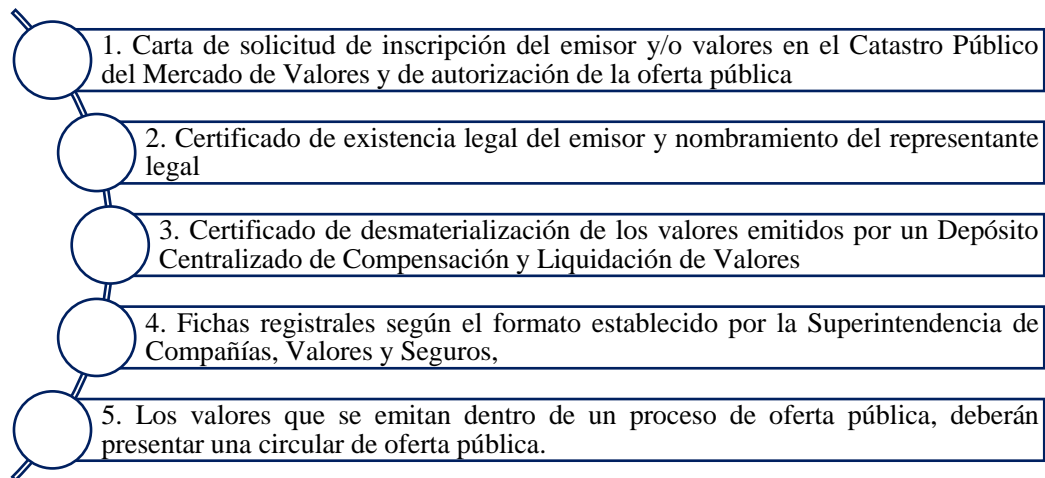 1. Carta de solicitud de inscripción del emisor y/o valores en el Catastro Público
del Mercado de Valores y de autorización de la oferta pública
2. Certificado de existencia legal del emisor y nombramiento del representante
legal
3. Certificado de desmaterialización de los valores emitidos por un Depósito
Centralizado de Compensación y Liquidación de Valores
4. Fichas registrales según el formato establecido por la Superintendencia de
Compañías, Valores y Seguros,
5. Los valores que se emitan dentro de un proceso de oferta pública, deberán
presentar una circular de oferta pública.